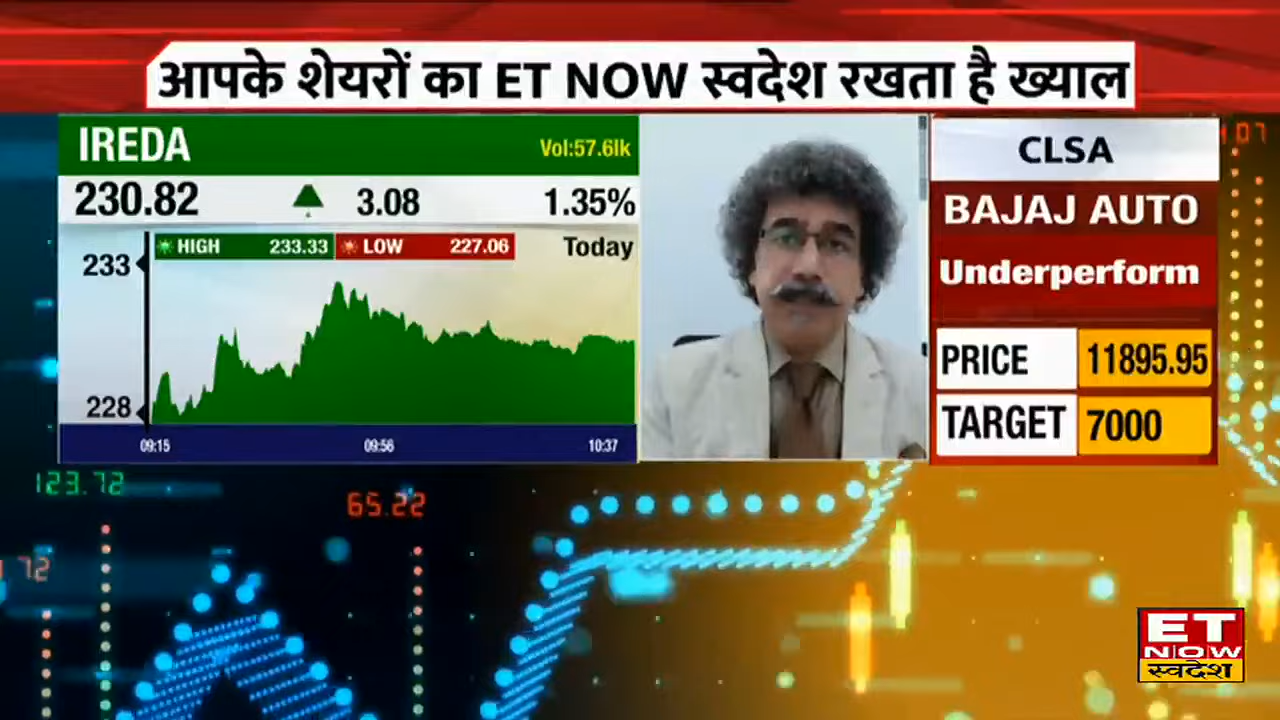 आपके शेयरों का ET NOW स्वदेश रखता है ख्याल
IREDA
Vol:57.6lk
230.82 3.08 1.35%
HIGH 233.33 LOW 227.06 Today
233
228
09:15 09:56 10:37
CLSA
BAJAJ AUTO
Underperform
PRICE 11895.95
TARGET 7000
123.72
65.22
72
.07
ET
NOW
स्वदेश